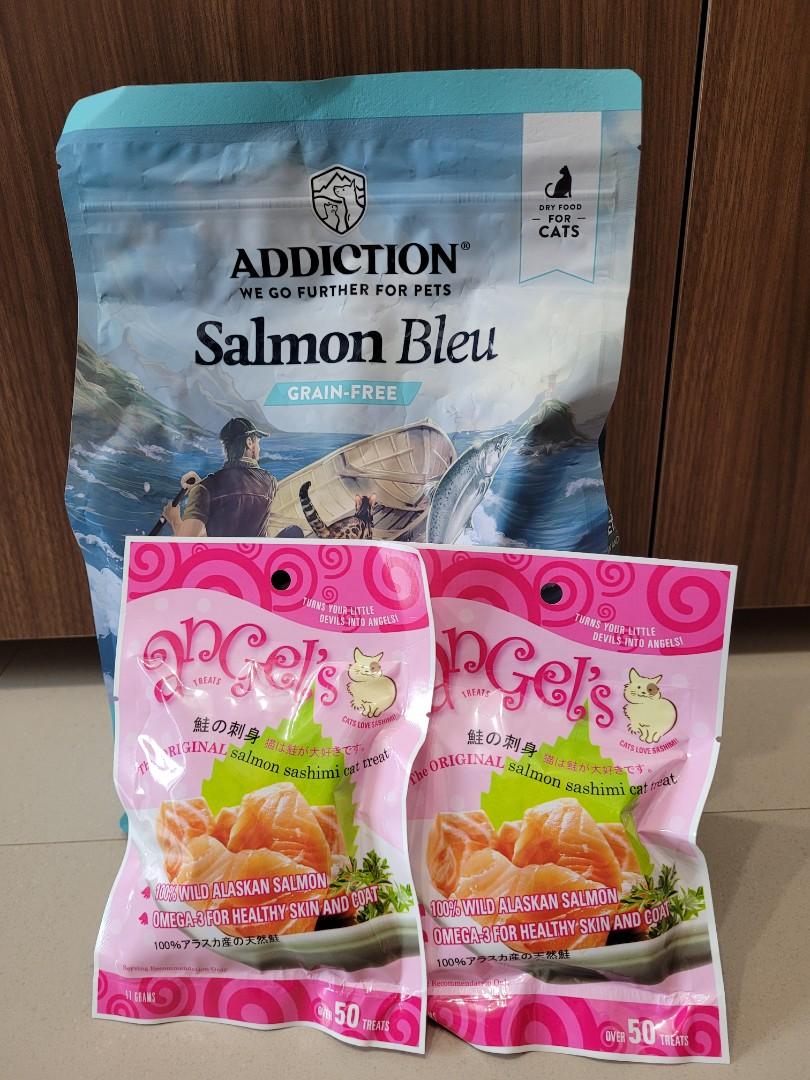 ADDICTION®
WE GO FURTHER FOR PETS
Salmon Bleu
GRAIN-FREE
DRY FOOD
FOR
CATS
TURNS YOUR LITTLE
DEVILS INTO ANGELS!
anGel's
TREATS
CATS LOVE SASHIMI!
鮭の刺身 猫は鮭が大好きです。
The ORIGINAL salmon sashimi cat treat
100% WILD ALASKAN SALMON
OMEGA-3 FOR HEALTHY SKIN AND COAT
100%アラスカ産の天然鮭
Serving Recommendation Only
GRAMS
OVER 50 TREATS
TURNS YOUR LITTLE
DEVILS INTO ANGELS!
anGel's
TREATS
CATS LOVE SASHIMI!
鮭の刺身 猫は鮭が大好きです。
The ORIGINAL salmon sashimi cat treat
100% WILD ALASKAN SALMON
OMEGA-3 FOR HEALTHY SKIN AND COAT
100%アラスカ産の天然鮭
Recommendation
OVER 50 TREATS